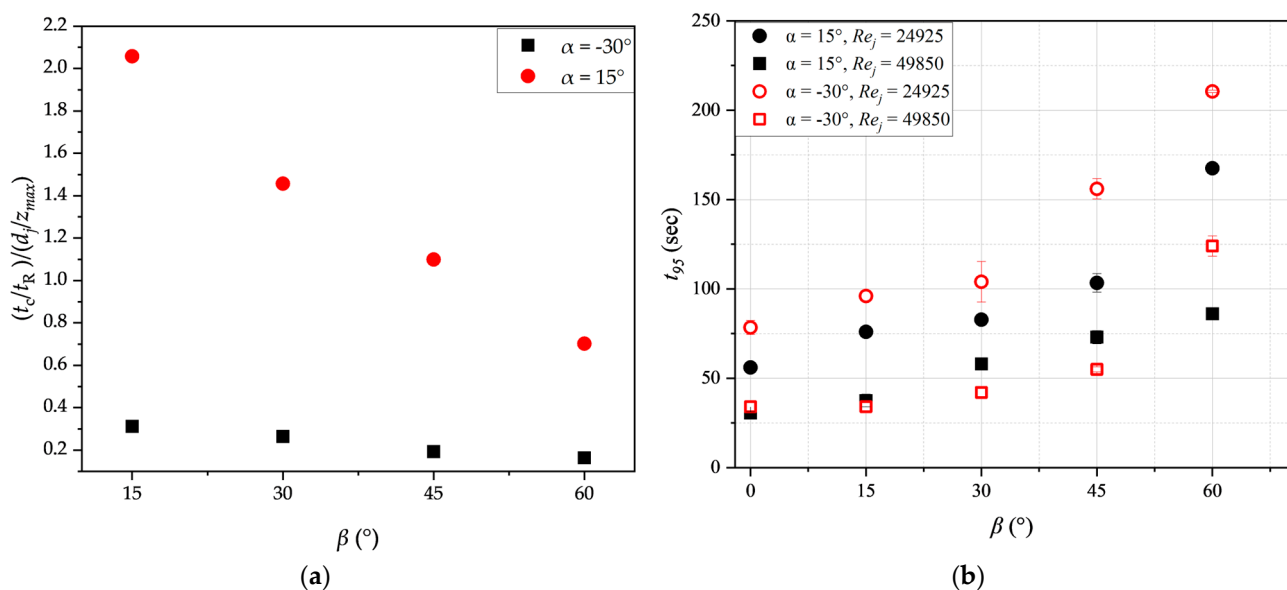 2.2
2.0
1.8
1.6
1.4
1.2
1.0
0.8
0.6
0.4
0.2
(t_c/t_R)/(d_j/z_max)
α = -30°
α = 15°
15
30
45
60
β (°)
(a)
250
200
150
100
50
0
t_95 (sec)
α = 15°, Re_j = 24925
α = 15°, Re_j = 49850
α = -30°, Re_j = 24925
α = -30°, Re_j = 49850
0
15
30
45
60
β (°)
(b)